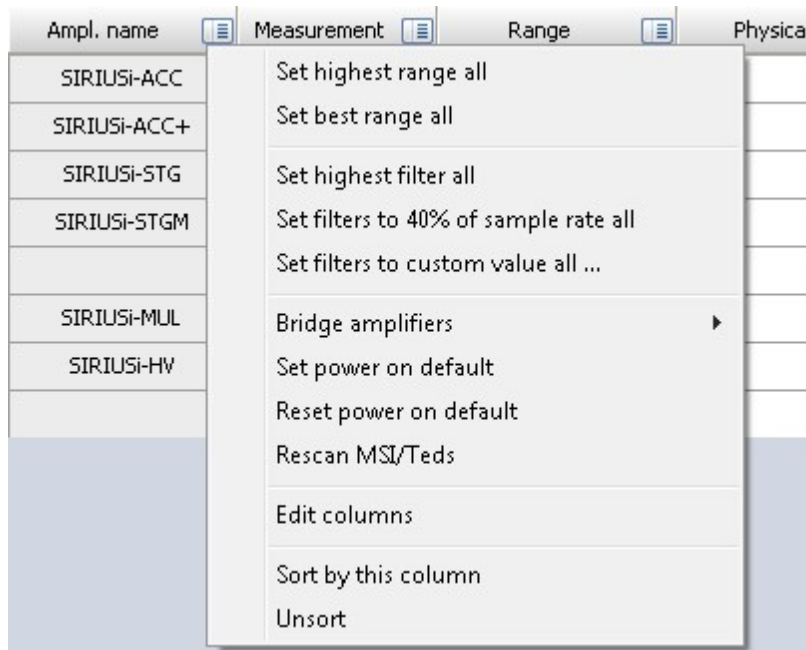 Ampl. name Measurement Range Physica
SIRIUSi-ACC
SIRIUSi-ACC+
SIRIUSi-STG
SIRIUSi-STGM
SIRIUSi-MUL
SIRIUSi-HV
Set highest range all
Set best range all
Set highest filter all
Set filters to 40% of sample rate all
Set filters to custom value all ...
Bridge amplifiers
Set power on default
Reset power on default
Rescan MSI/Teds
Edit columns
Sort by this column
Unsort